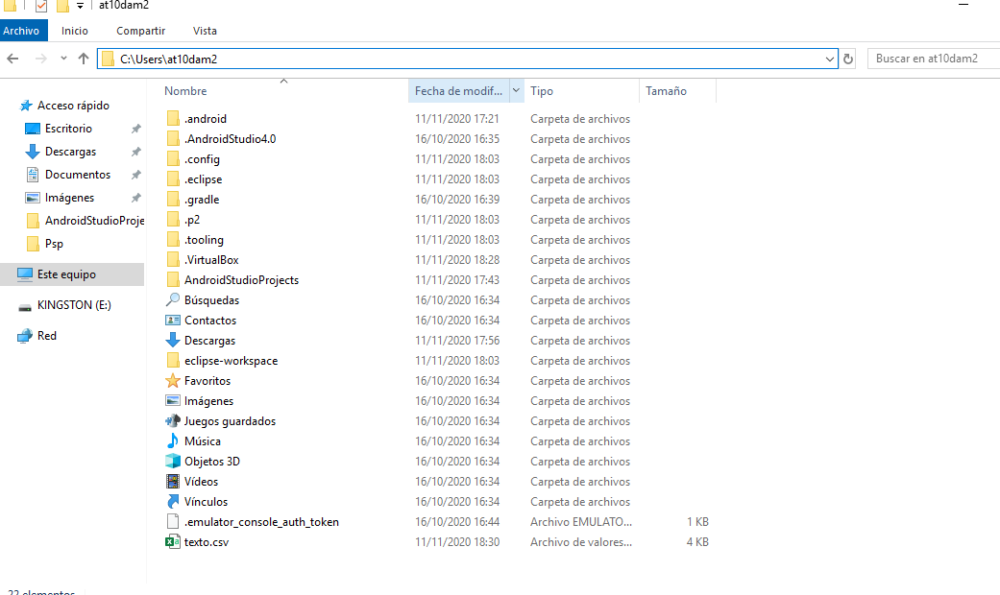 at10dam2
Archivo Inicio Compartir Vista
C:\Users\at10dam2 Buscar en at10dam2
Nombre Fecha de modif... Tipo Tamaño
Acceso rápido
Escritorio
Descargas
Documentos
Imágenes
AndroidStudioProje
Psp
Este equipo
KINGSTON (E:)
Red
.android 11/11/2020 17:21 Carpeta de archivos
.AndroidStudio4.0 16/10/2020 16:35 Carpeta de archivos
.config 11/11/2020 18:03 Carpeta de archivos
.eclipse 11/11/2020 18:03 Carpeta de archivos
.gradle 16/10/2020 16:39 Carpeta de archivos
.p2 11/11/2020 18:03 Carpeta de archivos
.tooling 11/11/2020 18:03 Carpeta de archivos
.VirtualBox 11/11/2020 18:28 Carpeta de archivos
AndroidStudioProjects 11/11/2020 17:43 Carpeta de archivos
Búsquedas 16/10/2020 16:34 Carpeta de archivos
Contactos 16/10/2020 16:34 Carpeta de archivos
Descargas 11/11/2020 17:56 Carpeta de archivos
eclipse-workspace 11/11/2020 18:03 Carpeta de archivos
Favoritos 16/10/2020 16:34 Carpeta de archivos
Imágenes 16/10/2020 16:34 Carpeta de archivos
Juegos guardados 16/10/2020 16:34 Carpeta de archivos
Música 16/10/2020 16:34 Carpeta de archivos
Objetos 3D 16/10/2020 16:34 Carpeta de archivos
Vídeos 16/10/2020 16:34 Carpeta de archivos
Vínculos 16/10/2020 16:34 Carpeta de archivos
.emulator_console_auth_token 16/10/2020 16:44 Archivo EMULATO... 1 KB
texto.csv 11/11/2020 18:30 Archivo de valores... 4 KB
22 elementos